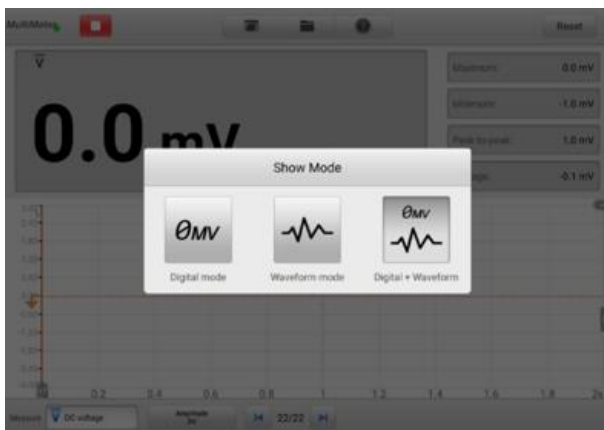 MultiMeter
Reset
V
0.0 mV
Maximum: 0.0 mV
Minimum: -1.0 mV
Peak-to-peak: 1.0 mV
-0.1 mV
Show Mode
0MV
0MV
Digital mode
Waveform mode
Digital + Waveform
0.2 0.4 0.6 0.8 1 1.2 1.4 1.6 1.8 2s
Measure V DC voltage
Amplitude
22/22